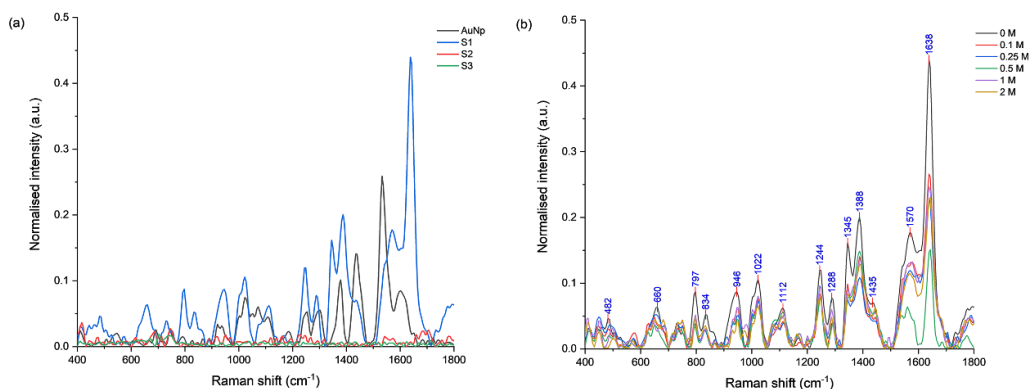 (a)
0.5
0.4
0.3
0.2
0.1
0.0
Normalised intensity (a.u.)
400 600 800 1000 1200 1400 1600 1800
Raman shift (cm⁻¹)
AuNp
S1
S2
S3
(b)
0.5
0.4
0.3
0.2
0.1
0.0
Normalised intensity (a.u.)
400 600 800 1000 1200 1400 1600 1800
Raman shift (cm⁻¹)
0 M
0.1 M
0.25 M
0.5 M
1 M
2 M
482
660
797
834
946
1022
1112
1244
1288
1345
1388
1435
1570
1638